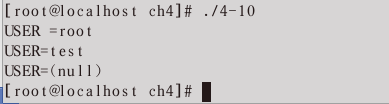 [root@localhost ch4]# ./4-10
USER =root
USER=test
USER=(null)
[root@localhost ch4]#